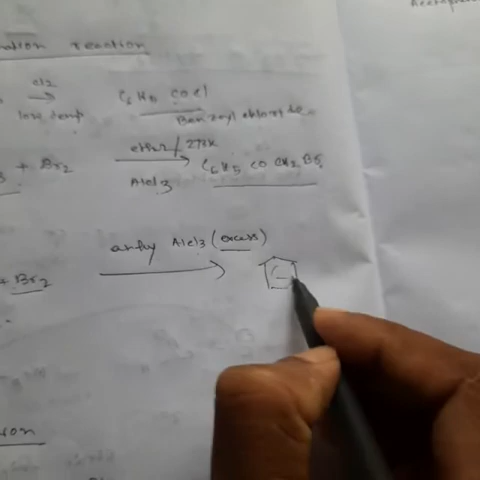 reaction
Cl2
C6H5 COCl
low temp
Benzoyl chloride
ether / 273K
+ Br2
C6H5 CO CH2 Br
AlCl3
anhy AlCl3 (excess)
+ Br2